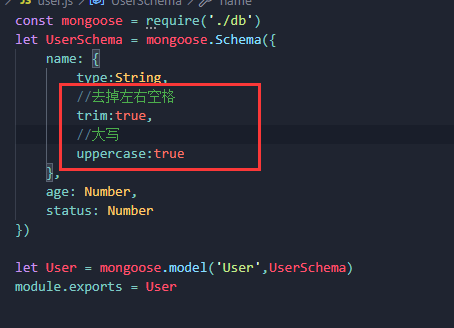 JS user.js > UserSchema > name
const mongoose = require('./db')
let UserSchema = mongoose.Schema({
    name: {
        type:String,
        //去掉左右空格
        trim:true,
        //大写
        uppercase:true
    },
    age: Number,
    status: Number
})
let User = mongoose.model('User',UserSchema)
module.exports = User